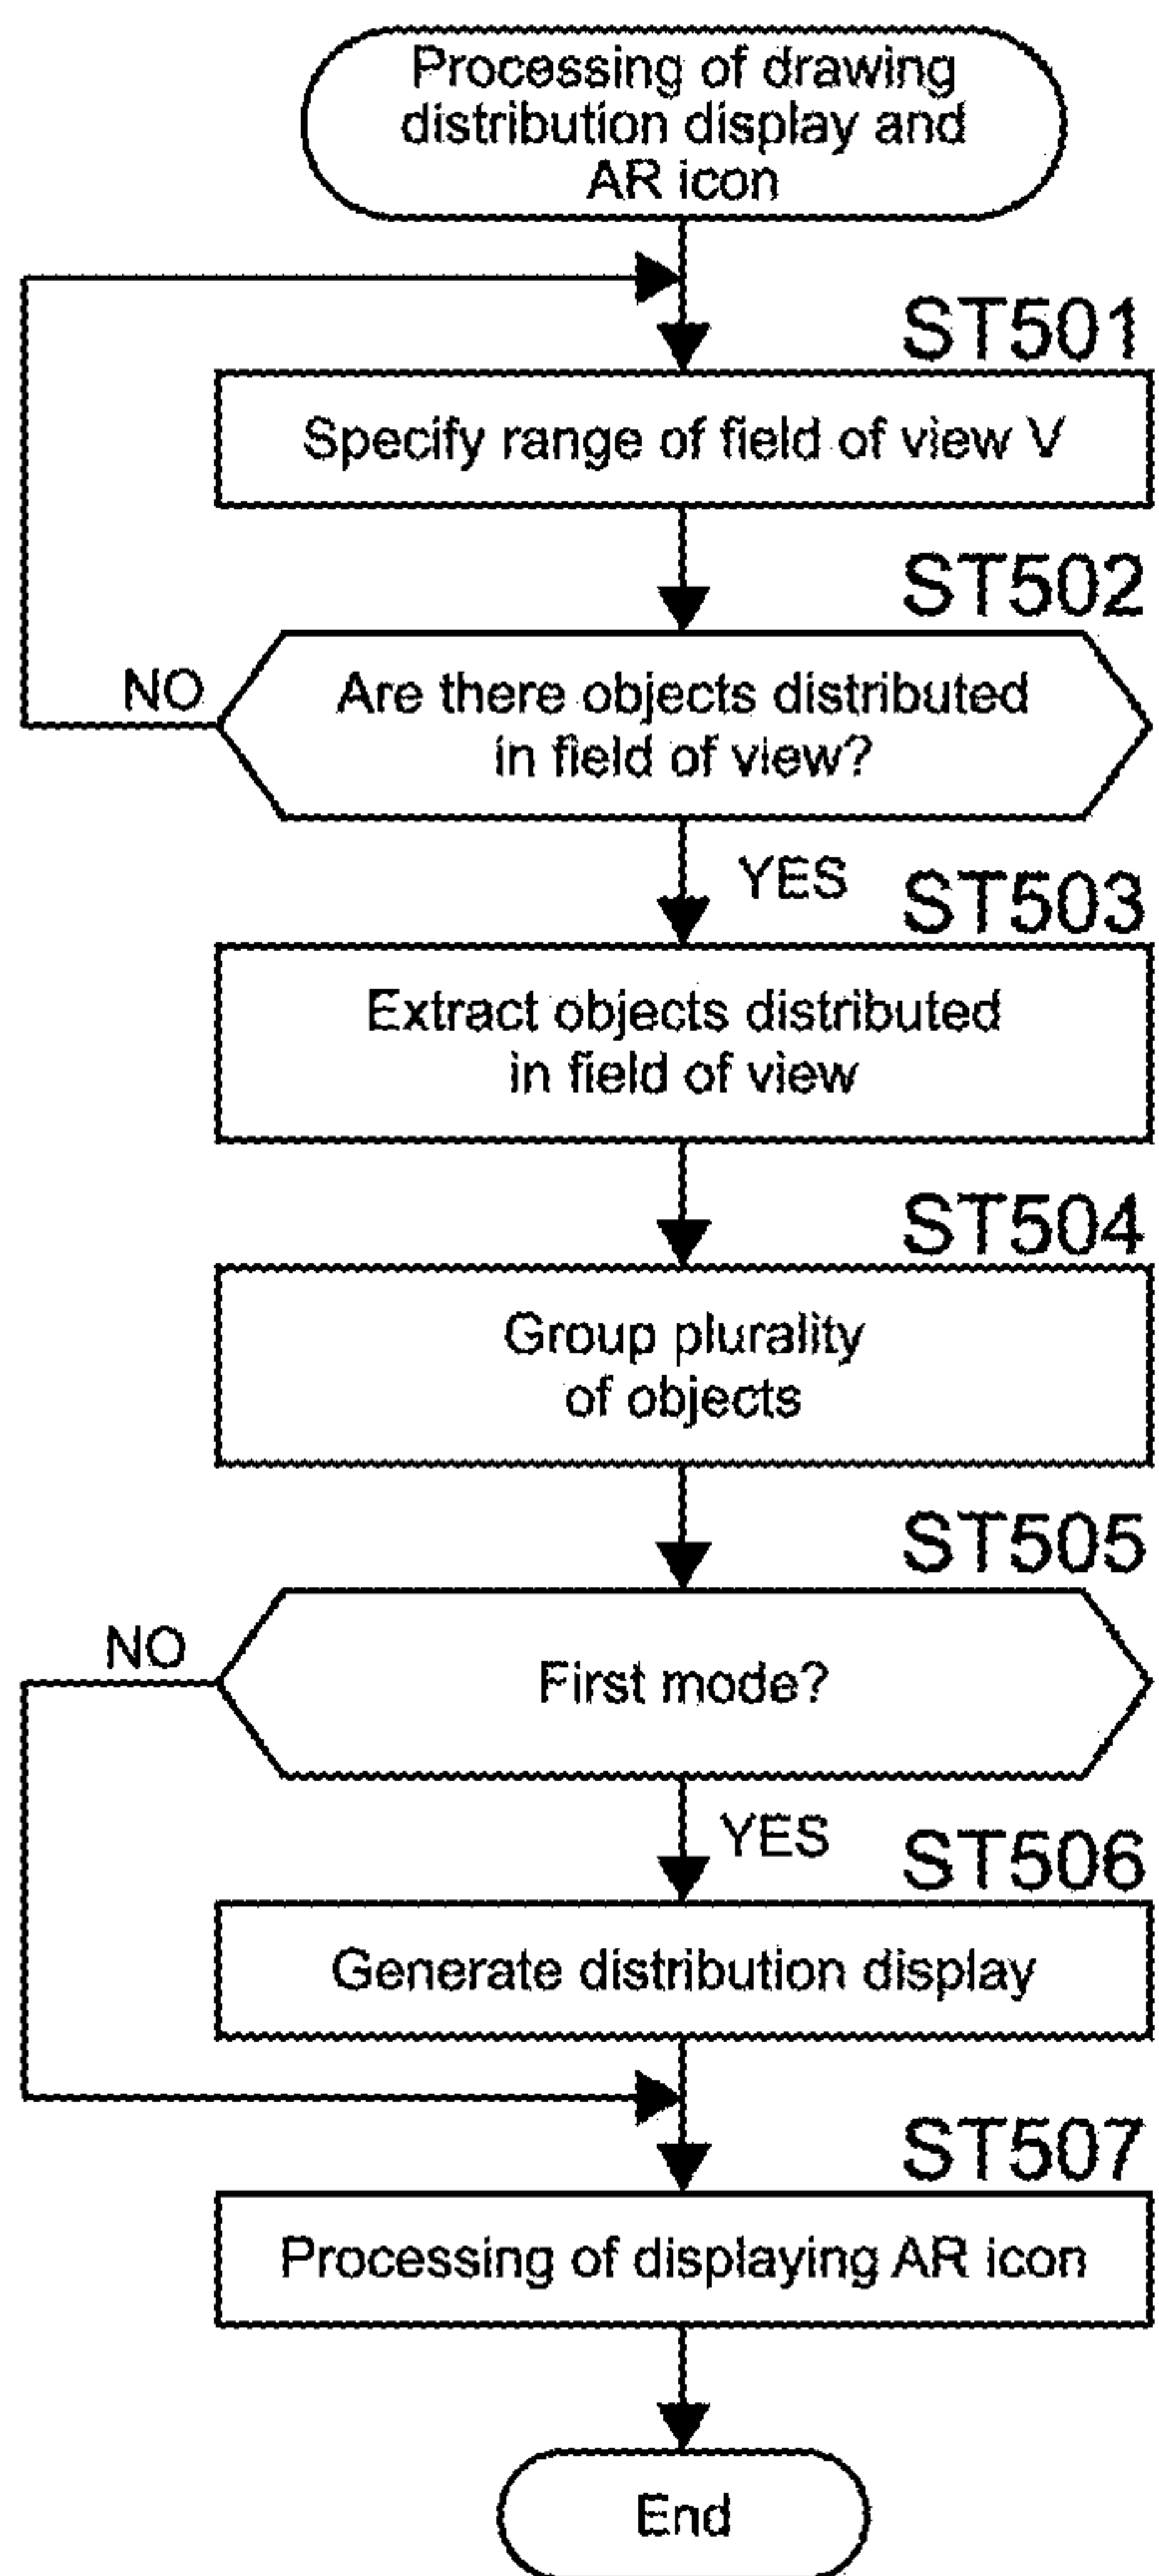 Processing of drawing
distribution display and
AR icon
ST501
Specify range of field of view V
ST502
NO
Are there objects distributed
in field of view?
YES
ST503
Extract objects distributed
in field of view
ST504
Group plurality
of objects
ST505
NO
First mode?
YES
ST506
Generate distribution display
ST507
Processing of displaying AR icon
End